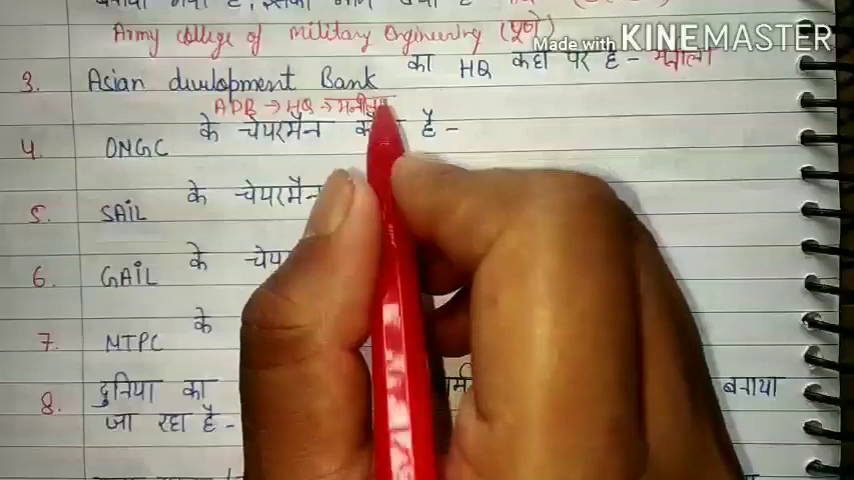 Army College of Military Engineering (पूणे)
Made with KINEMASTER
3. Asian development Bank का HQ कहा पर है - मनीला
ADB → HQ → मनीला
4. ONGC के चेयरमैन है -
5. SAIL के चेयरमैन
6. GAIL के
7. NTPC के
8. दुनिया का बनाया
जा रहा है -